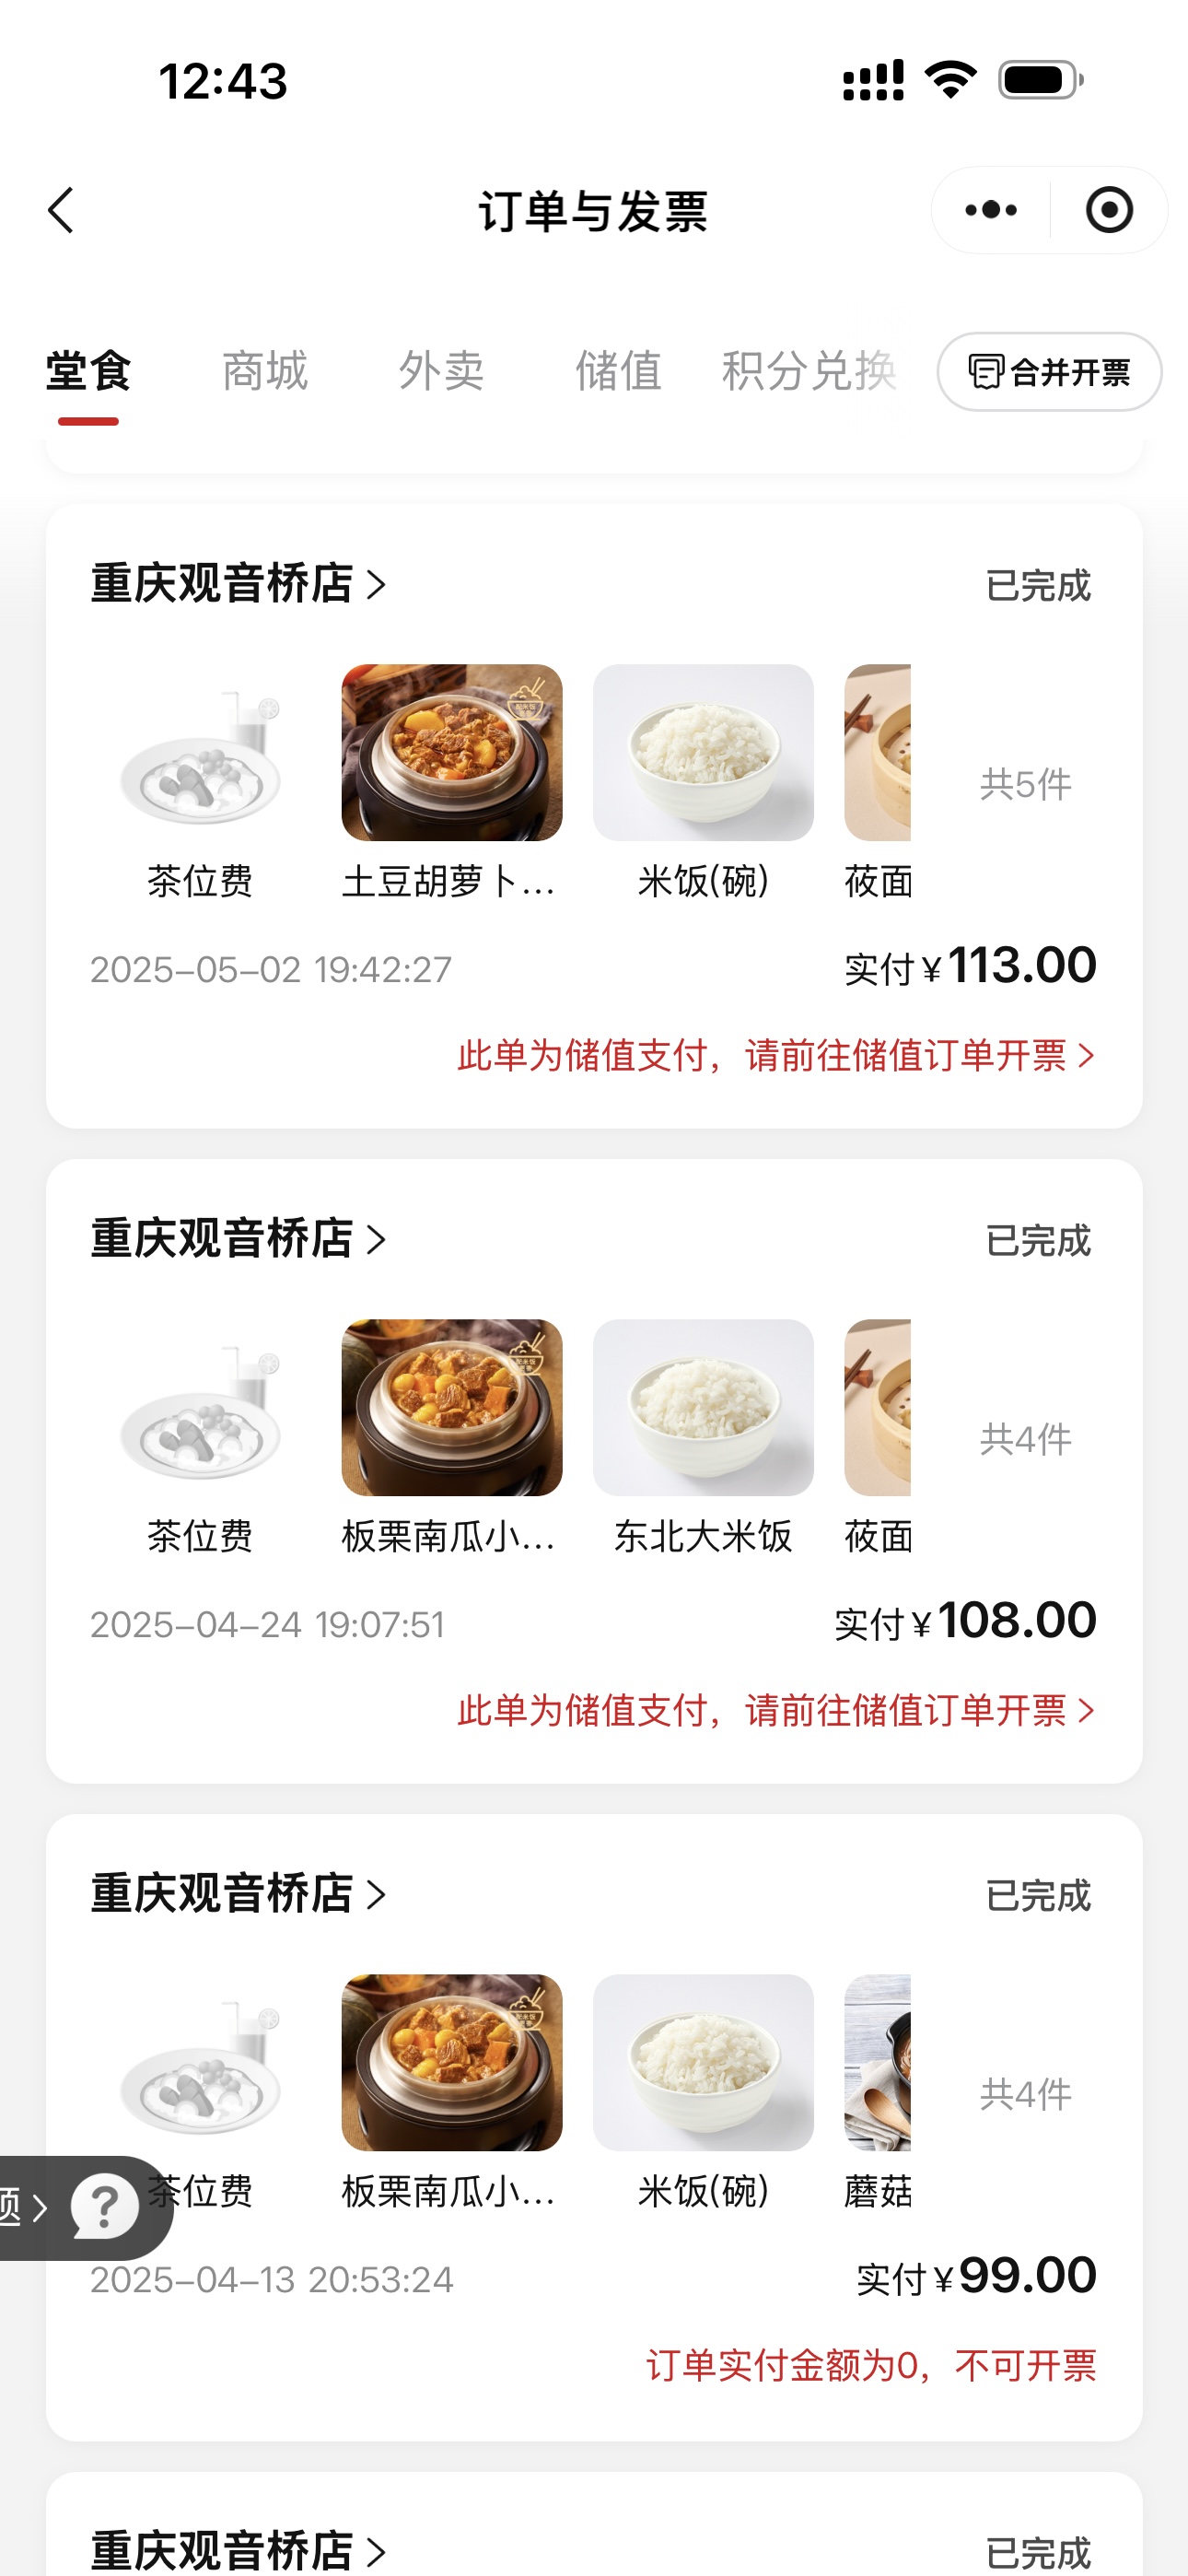 12:43
订单与发票
堂食 商城 外卖 储值 积分兑换 合并开票
重庆观音桥店 已完成
共5件
茶位费 土豆胡萝卜... 米饭(碗) 莜面
2025-05-02 19:42:27 实付¥113.00
此单为储值支付，请前往储值订单开票
重庆观音桥店 已完成
共4件
茶位费 板栗南瓜小... 东北大米饭 莜面
2025-04-24 19:07:51 实付¥108.00
此单为储值支付，请前往储值订单开票
重庆观音桥店 已完成
共4件
题 茶位费 板栗南瓜小... 米饭(碗) 蘑菇
2025-04-13 20:53:24 实付¥99.00
订单实付金额为0，不可开票
重庆观音桥店 已完成